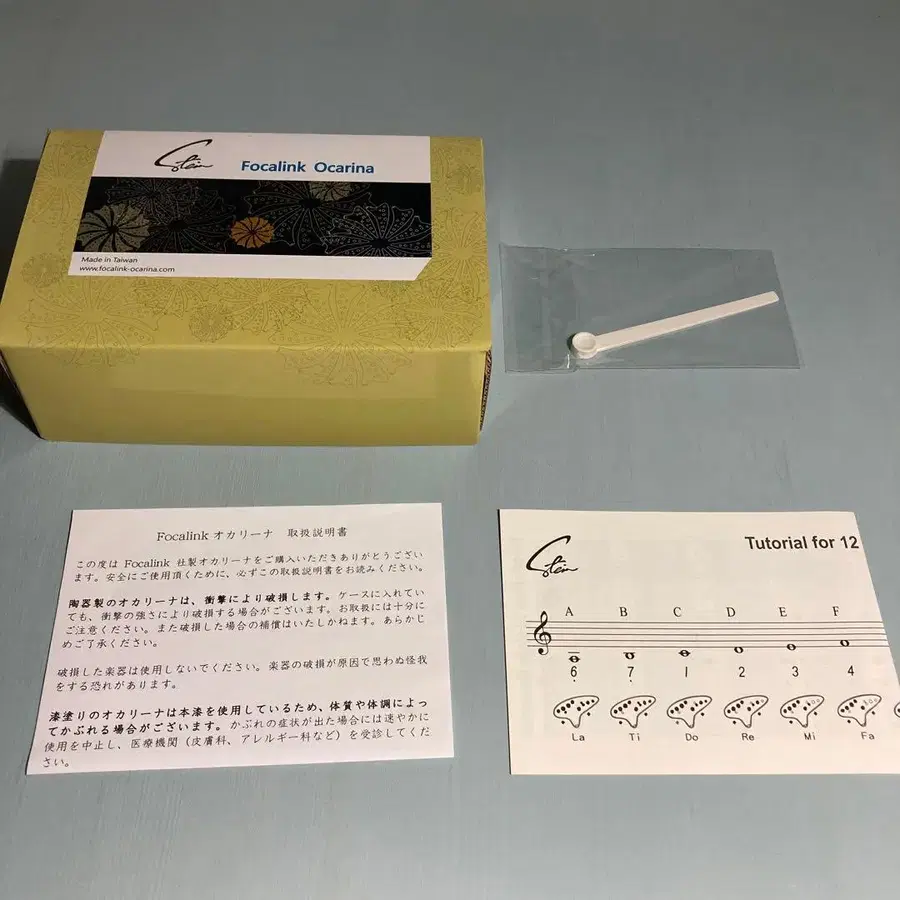 Stein
Focalink Ocarina
Made in Taiwan
www.focalink-ocarina.com
Focalink オカリーナ 取扱説明書
この度は Focalink 社製オカリーナをご購入いただきありがとうござい
ます。安全にご使用頂くために、必ずこの取扱説明書をお読みください。
陶器製のオカリーナは、衝撃により破損します。ケースに入れてい
ても、衝撃の強さにより破損する場合がございます。お取扱には十分に
ご注意ください。また破損した場合の補償はいたしかねます。あらかじ
めご了承ください。
破損した楽器は使用しないでください。楽器の破損が原因で思わぬ怪我
をする恐れがあります。
漆塗りのオカリーナは本漆を使用しているため、体質や体調によっ
てかぶれる場合がございます。かぶれの症状が出た場合には速やかに
使用を中止し、医療機関（皮膚科、アレルギー科など）を受診してくだ
さい。
Stein
Tutorial for 12
A B C D E F
6 7 1 2 3 4
La Ti Do Re Mi Fa